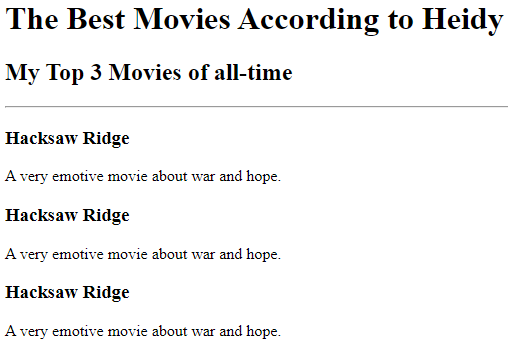 The Best Movies According to Heidy
My Top 3 Movies of all-time
Hacksaw Ridge
A very emotive movie about war and hope.
Hacksaw Ridge
A very emotive movie about war and hope.
Hacksaw Ridge
A very emotive movie about war and hope.